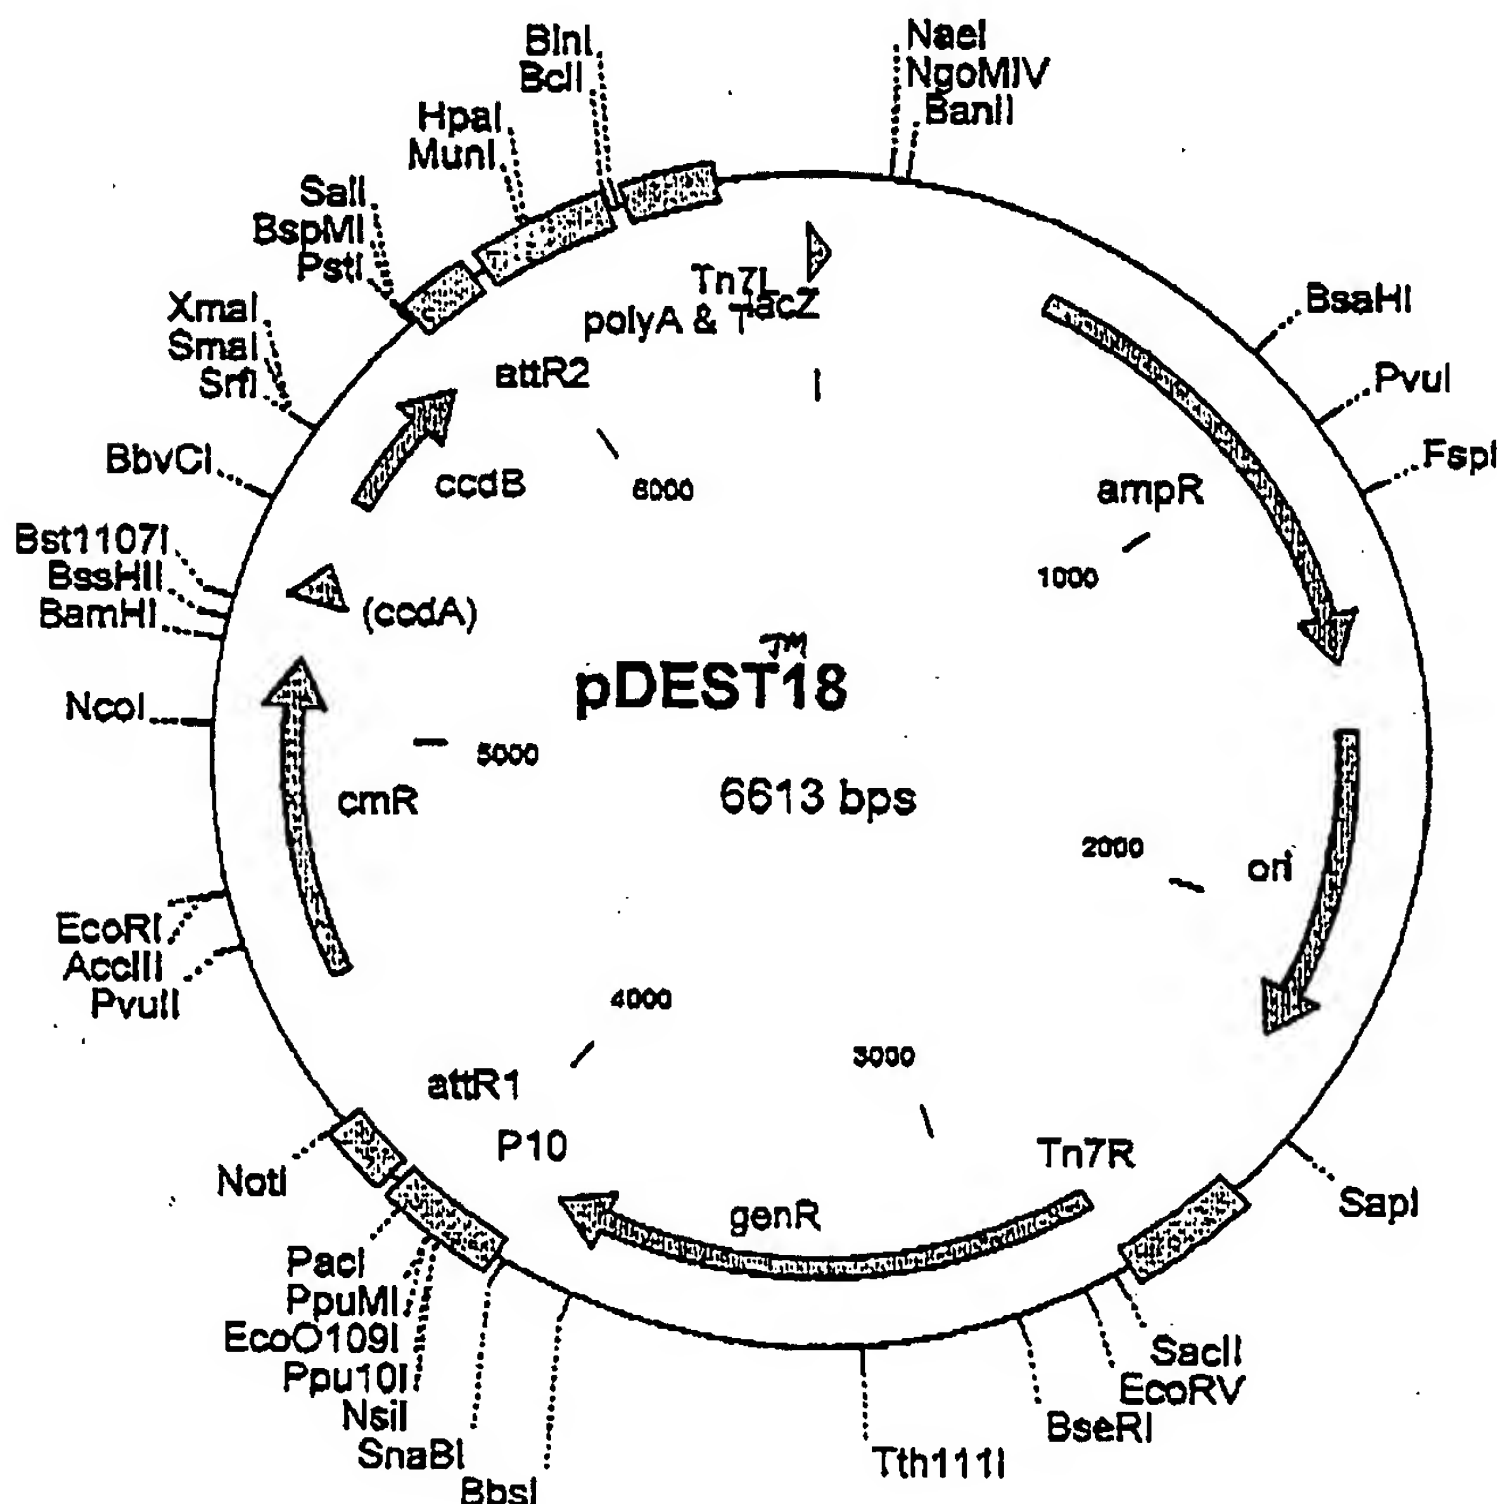 BlnI
BclI
HpaI
MunI
SalI
BspMI
PstI
XmaI
SmaI
SrfI
BbvCI
Bst1107I
BssHII
BamHI
NcoI
EcoRI
AccIII
PvuII
NotI
PacI
PpuMI
EcoO109I
Ppu10I
NsiI
SnaBI
BbsI
Tth111I
BseRI
EcoRV
SacII
SapI
FspI
PvuI
BsaHI
BanII
NgoMIV
NaeI
Tn7L
lacZ
polyA & T
attR2
ccdB
6000
ampR
1000
(ccdA)
pDEST™18
6613 bps
5000
cmR
2000
ori
4000
3000
attR1
P10
genR
Tn7R